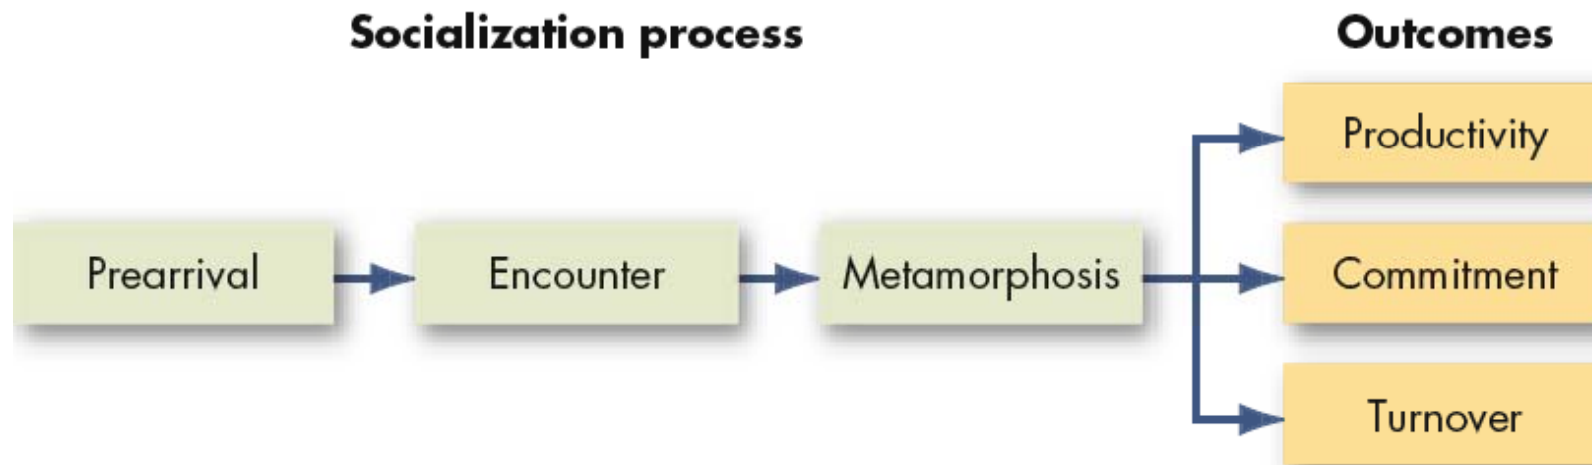 Socialization process
Outcomes
Productivity
Prearrival
Encounter
Metamorphosis
Commitment
Turnover